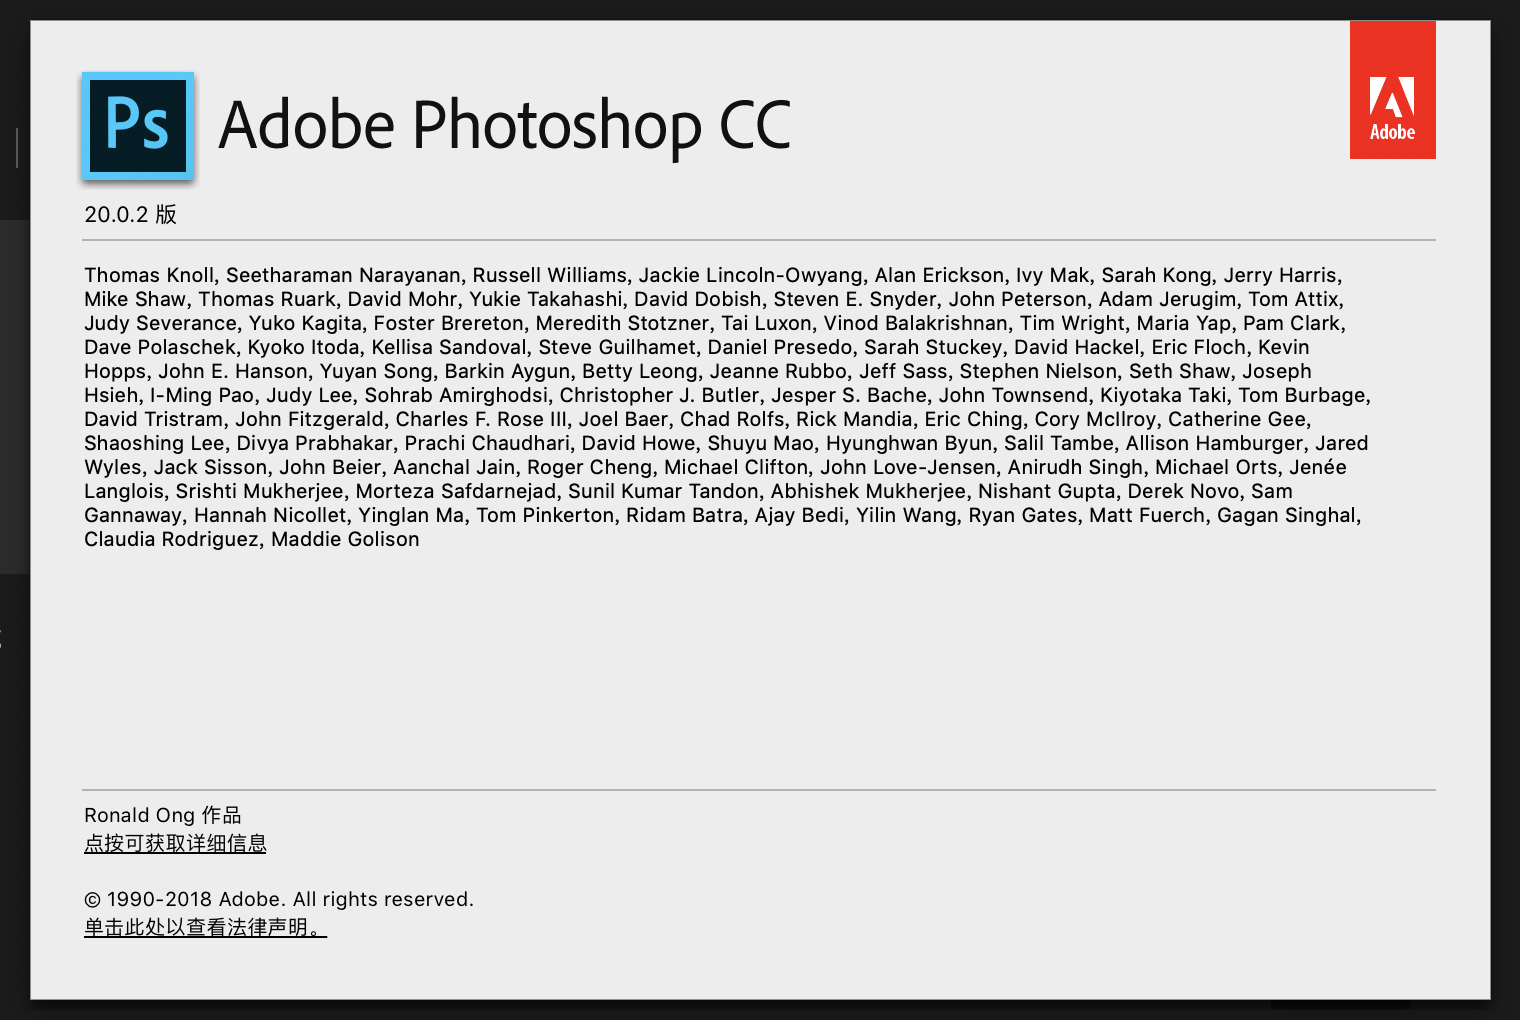 Ps Adobe Photoshop CC
Adobe
20.0.2 版
Thomas Knoll, Seetharaman Narayanan, Russell Williams, Jackie Lincoln-Owyang, Alan Erickson, Ivy Mak, Sarah Kong, Jerry Harris,
Mike Shaw, Thomas Ruark, David Mohr, Yukie Takahashi, David Dobish, Steven E. Snyder, John Peterson, Adam Jerugim, Tom Attix,
Judy Severance, Yuko Kagita, Foster Brereton, Meredith Stotzner, Tai Luxon, Vinod Balakrishnan, Tim Wright, Maria Yap, Pam Clark,
Dave Polaschek, Kyoko Itoda, Kellisa Sandoval, Steve Guilhamet, Daniel Presedo, Sarah Stuckey, David Hackel, Eric Floch, Kevin
Hopps, John E. Hanson, Yuyan Song, Barkin Aygun, Betty Leong, Jeanne Rubbo, Jeff Sass, Stephen Nielson, Seth Shaw, Joseph
Hsieh, I-Ming Pao, Judy Lee, Sohrab Amirghodsi, Christopher J. Butler, Jesper S. Bache, John Townsend, Kiyotaka Taki, Tom Burbage,
David Tristram, John Fitzgerald, Charles F. Rose III, Joel Baer, Chad Rolfs, Rick Mandia, Eric Ching, Cory McIlroy, Catherine Gee,
Shaoshing Lee, Divya Prabhakar, Prachi Chaudhari, David Howe, Shuyu Mao, Hyunghwan Byun, Salil Tambe, Allison Hamburger, Jared
Wyles, Jack Sisson, John Beier, Aanchal Jain, Roger Cheng, Michael Clifton, John Love-Jensen, Anirudh Singh, Michael Orts, Jenée
Langlois, Srishti Mukherjee, Morteza Safdarnejad, Sunil Kumar Tandon, Abhishek Mukherjee, Nishant Gupta, Derek Novo, Sam
Gannaway, Hannah Nicollet, Yinglan Ma, Tom Pinkerton, Ridam Batra, Ajay Bedi, Yilin Wang, Ryan Gates, Matt Fuerch, Gagan Singhal,
Claudia Rodriguez, Maddie Golison
Ronald Ong 作品
点按可获取详细信息
© 1990-2018 Adobe. All rights reserved.
单击此处以查看法律声明。